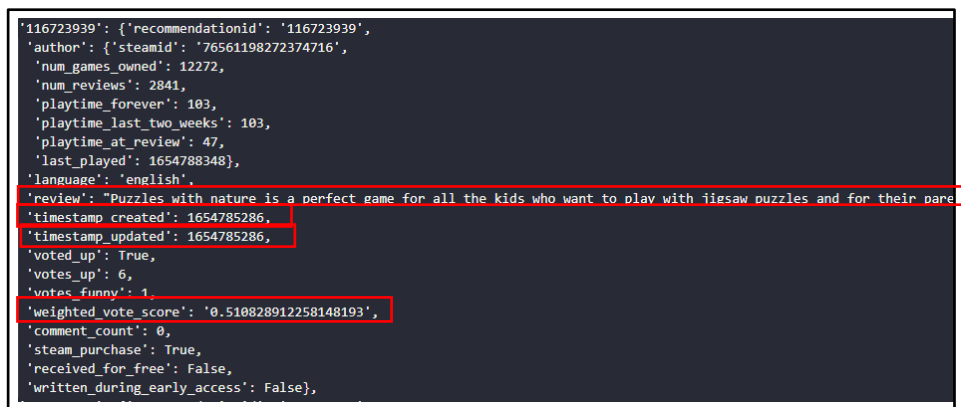 '116723939': {'recommendationid': '116723939',
'author': {'steamid': '76561198272374716',
'num_games_owned': 12272,
'num_reviews': 2841,
'playtime_forever': 103,
'playtime_last_two_weeks': 103,
'playtime_at_review': 47,
'last_played': 1654788348},
'language': 'english',
'review': "Puzzles with nature is a perfect game for all the kids who want to play with jigsaw puzzles and for their pare
'timestamp_created': 1654785286,
'timestamp_updated': 1654785286,
'voted_up': True,
'votes_up': 6,
'votes_funny': 1,
'weighted_vote_score': '0.510828912258148193',
'comment_count': 0,
'steam_purchase': True,
'received_for_free': False,
'written_during_early_access': False},